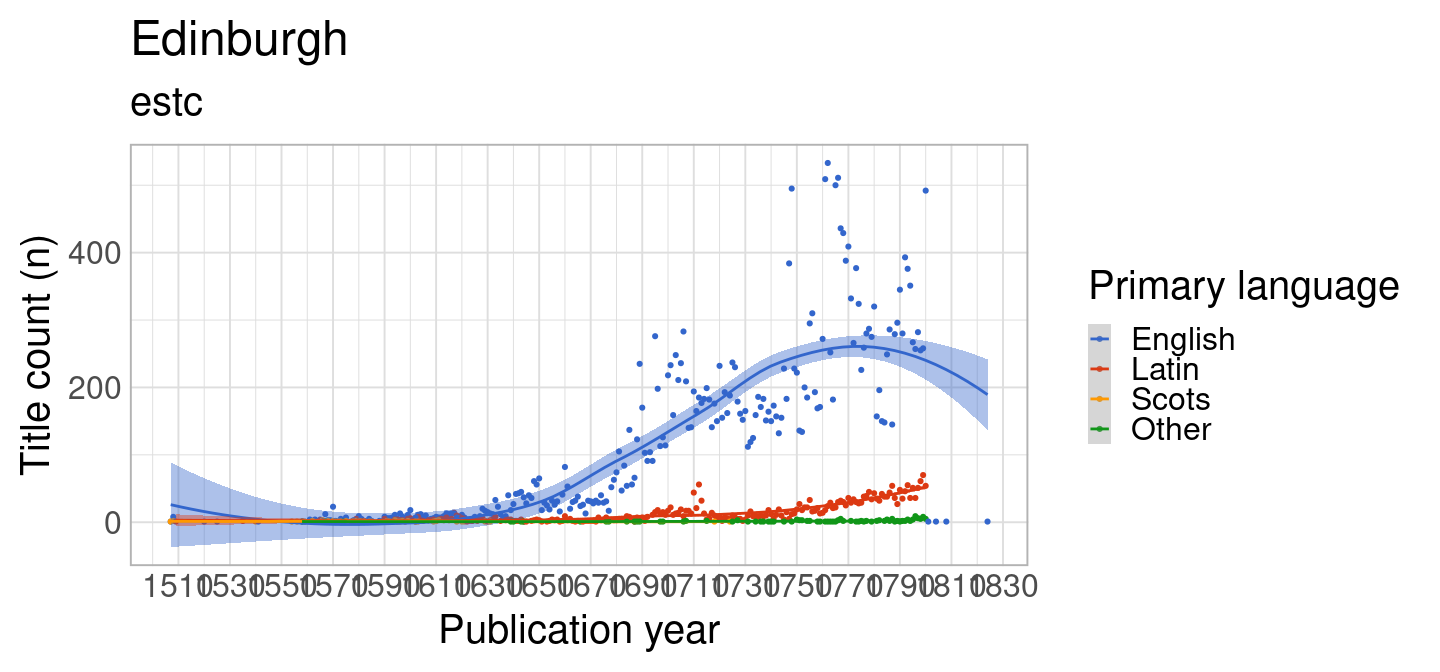 Edinburgh
estc
Title count (n)
400
200
0
1510 1530 1550 1570 1590 1610 1630 1650 1670 1690 1710 1730 1750 1770 1790 1810 1830
Publication year
Primary language
English
Latin
Scots
Other